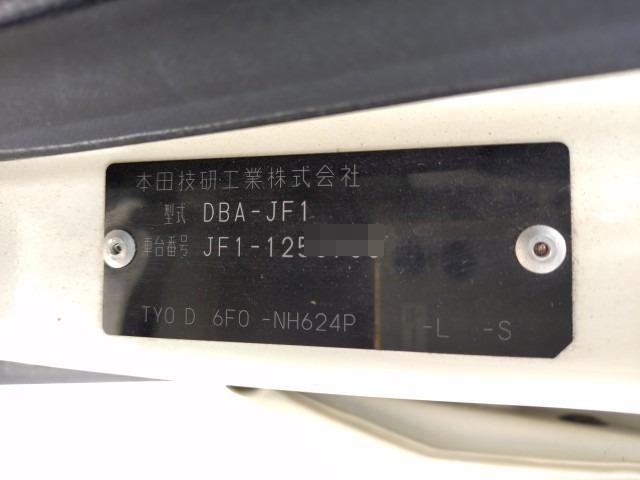 本田技研工業株式会社
型式 DBA-JF1
車台番号 JF1-125
TY0 D 6F0 -NH624P -L -S